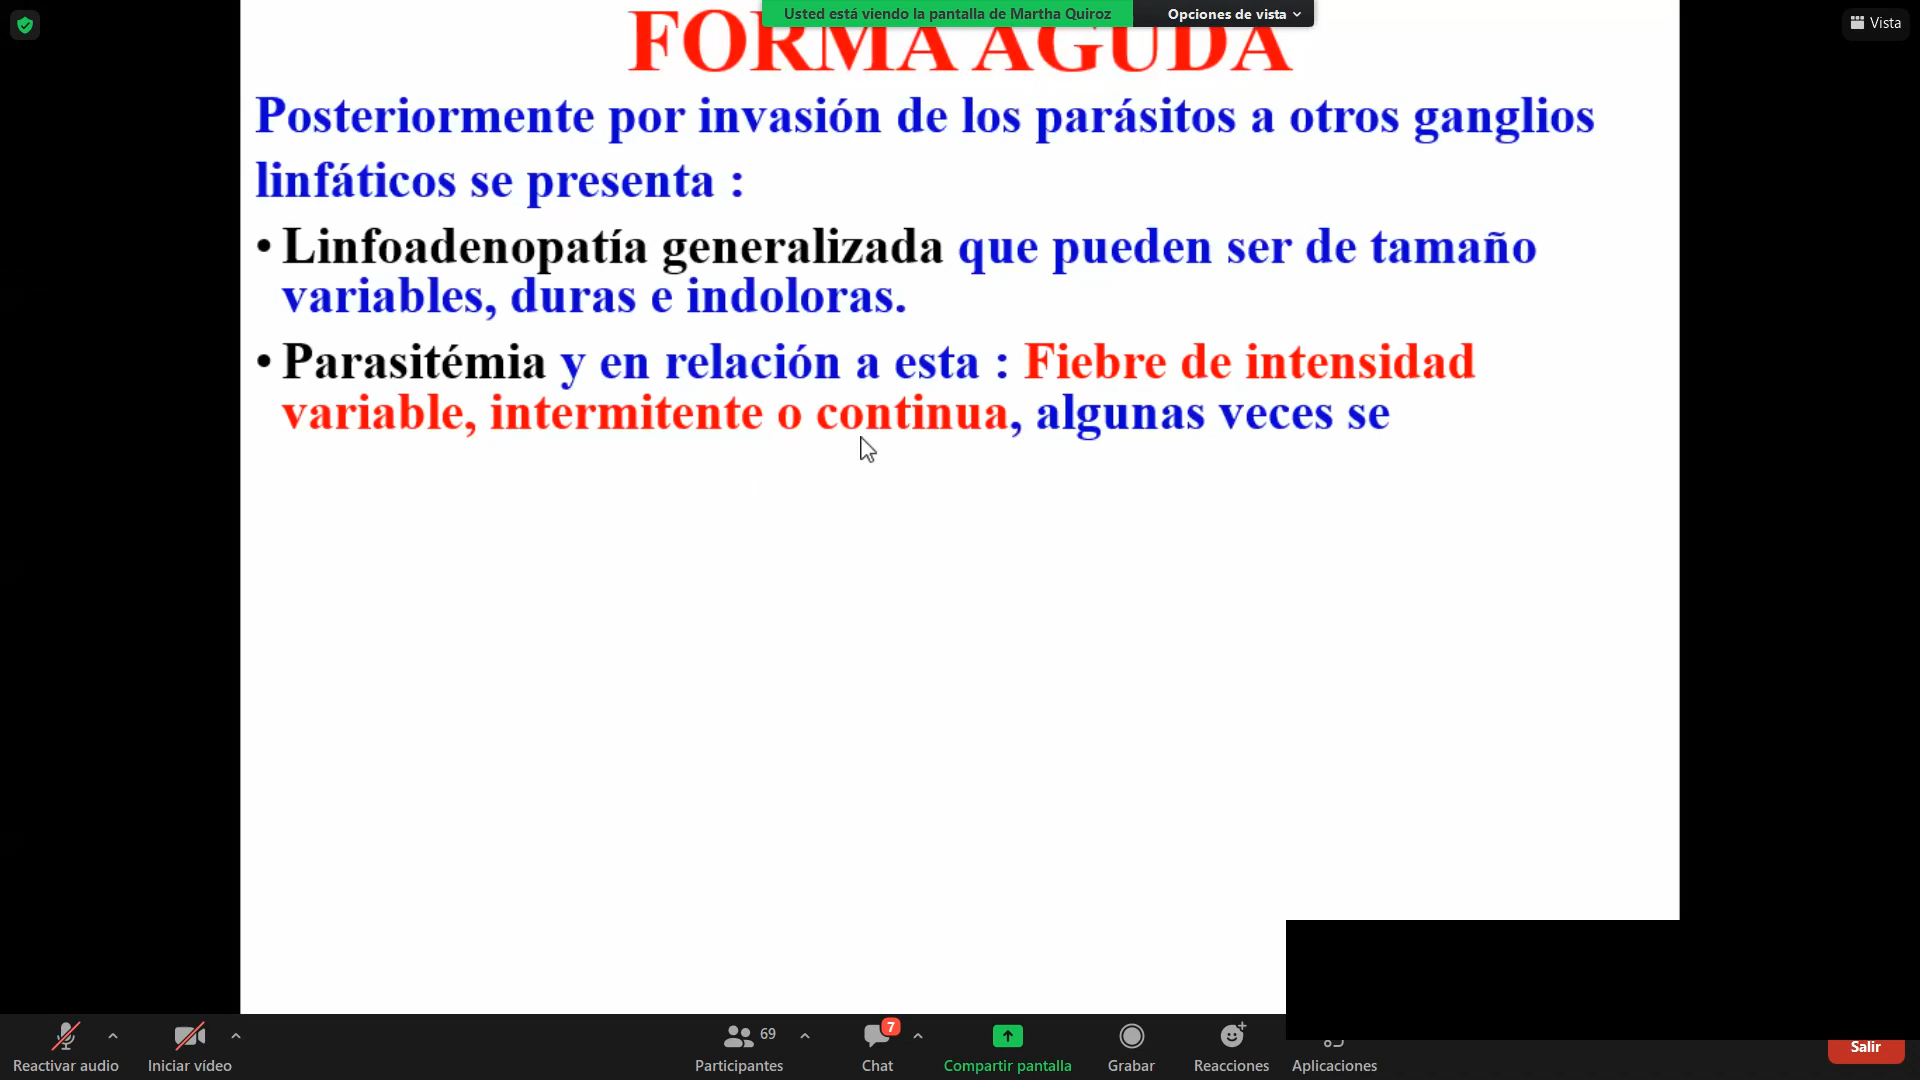 Usted está viendo la pantalla de Martha Quiroz
Opciones de vista
Vista
FORMA AGUDA
Posteriormente por invasión de los parásitos a otros ganglios
linfáticos se presenta :
• Linfoadenopatía generalizada que pueden ser de tamaño
variables, duras e indoloras.
• Parasitémia y en relación a esta : Fiebre de intensidad
variable, intermitente o continua, algunas veces se
69
7
Reactivar audio
Iniciar vídeo
Participantes
Chat
Compartir pantalla
Grabar
Reacciones
Aplicaciones
Salir